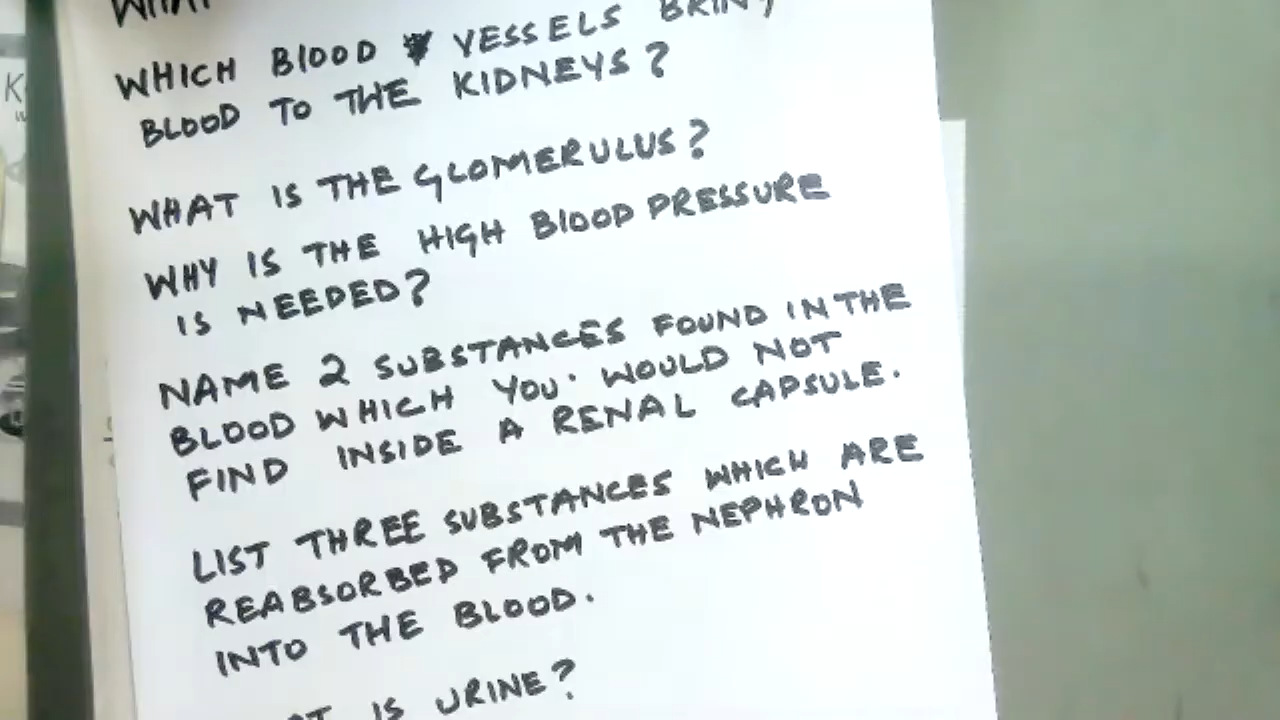 WHAT
WHICH BLOOD VESSELS BRING
BLOOD TO THE KIDNEYS?
WHAT IS THE GLOMERULUS?
WHY IS THE HIGH BLOOD PRESSURE
IS NEEDED?
NAME 2 SUBSTANCES FOUND IN THE
BLOOD WHICH YOU WOULD NOT
FIND INSIDE A RENAL CAPSULE.
LIST THREE SUBSTANCES WHICH ARE
REABSORBED FROM THE NEPHRON
INTO THE BLOOD.
IS URINE?